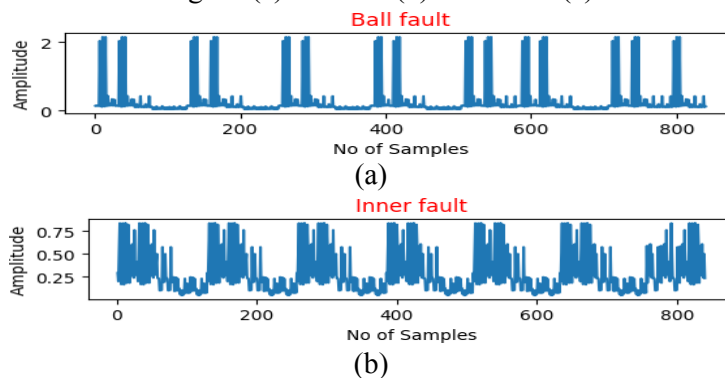 Ball fault
2
0
Amplitude
0 200 400 600 800
No of Samples
(a)
Inner fault
0.75
0.50
0.25
Amplitude
0 200 400 600 800
No of Samples
(b)